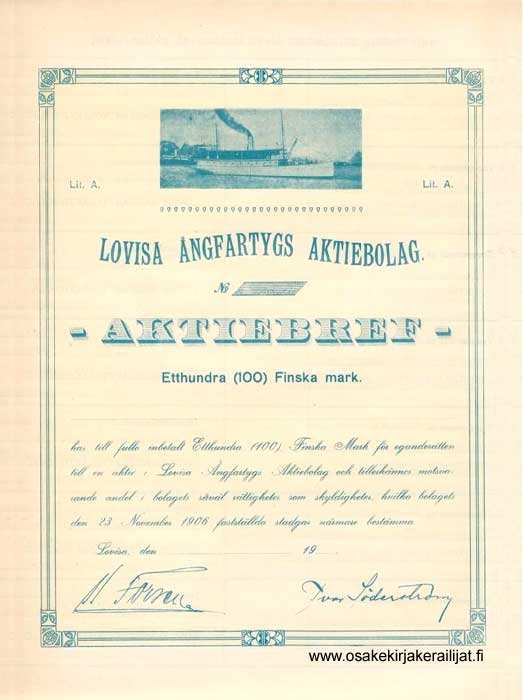 Lit. A. Lit. A.
LOVISA ÅNGFARTYGS AKTIEBOLAG.
No
- AKTIEBREF -
Etthundra (100) Finska mark.
har till fullo inbetalt Etthundra (100) Finska Mark för eganderätten
till en aktie i Lovisa Ångfartygs Aktiebolag och tillerkännes motsva-
rande andel i bolagets såväl rättigheter som skyldigheter, hvilka bolagets
den 23 November 1906 fastställda stadgar närmare bestämma.
Lovisa, den 19
Ivar Söderström
www.osakekirjakerailijat.fi